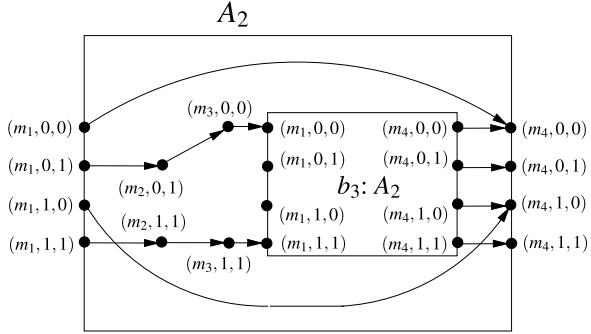 A₂
(m₃,0,0)
(m₁,0,0) (m₁,0,0) (m₄,0,0) (m₄,0,0)
(m₁,0,1) (m₁,0,1) (m₄,0,1) (m₄,0,1)
(m₂,0,1) b₃: A₂
(m₁,1,0) (m₂,1,1) (m₁,1,0) (m₄,1,0) (m₄,1,0)
(m₁,1,1) (m₁,1,1) (m₄,1,1) (m₄,1,1)
(m₃,1,1)